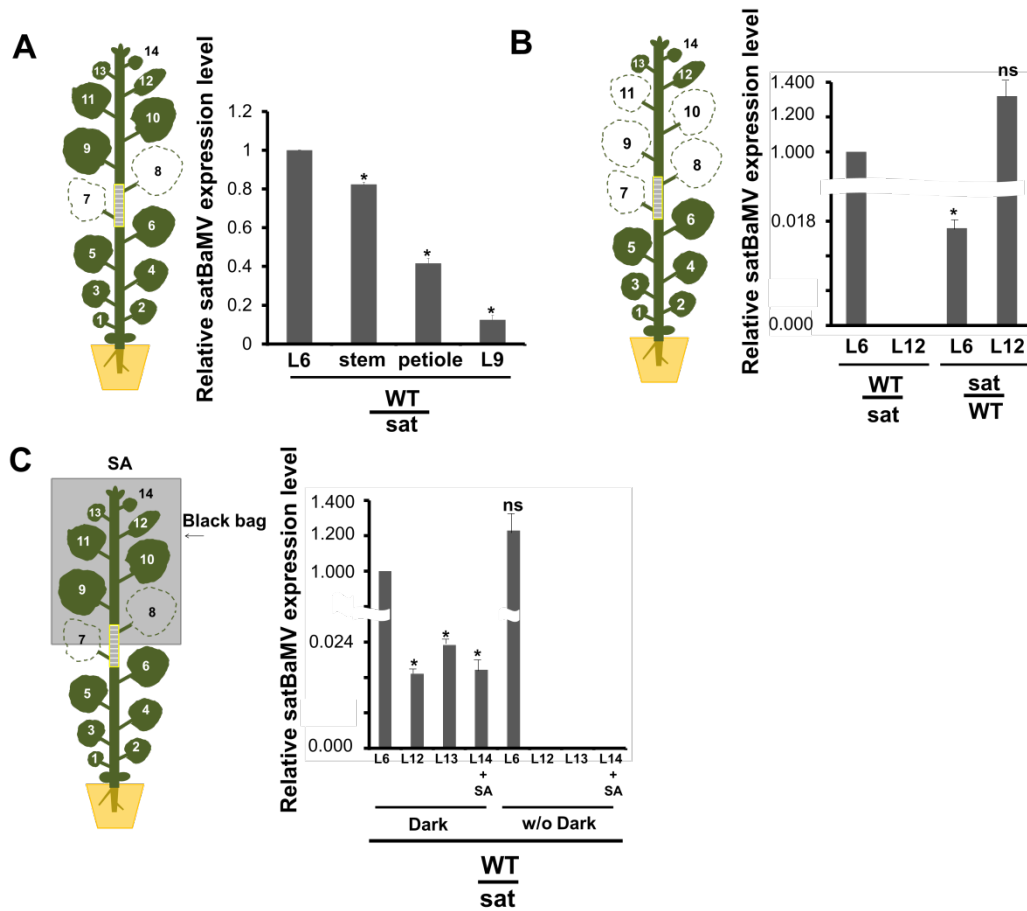 A
14
13
12
11
10
9
8
7
6
5
4
3
2
1
Relative satBaMV expression level
1.2
1
0.8
0.6
0.4
0.2
0
* * *
L6 stem petiole L9
WT
sat
B
14
13
12
11
10
9
8
7
6
5
4
3
2
1
Relative satBaMV expression level
1.400
1.200
1.000
0.018
0.000
* ns
L6 L12 L6 L12
WT sat
sat WT
C
SA
Black bag
14
13
12
11
10
9
8
7
6
5
4
3
2
1
Relative satBaMV expression level
1.400
1.200
1.000
0.024
0.000
* * * ns
L6 L12 L13 L14 L6 L12 L13 L14
+ +
SA SA
Dark w/o Dark
WT
sat